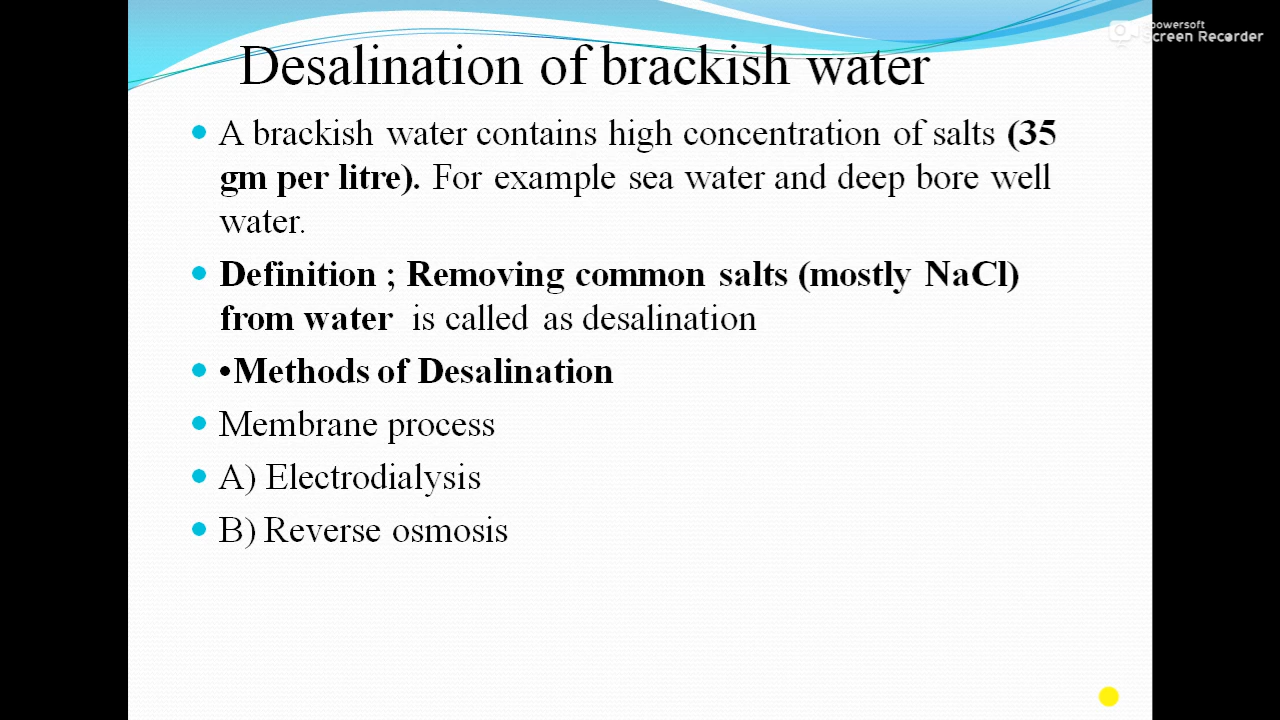 Desalination of brackish water
A brackish water contains high concentration of salts (35
gm per litre). For example sea water and deep bore well
water.
Definition ; Removing common salts (mostly NaCl)
from water is called as desalination
•Methods of Desalination
Membrane process
A) Electrodialysis
B) Reverse osmosis
Screen Recorder